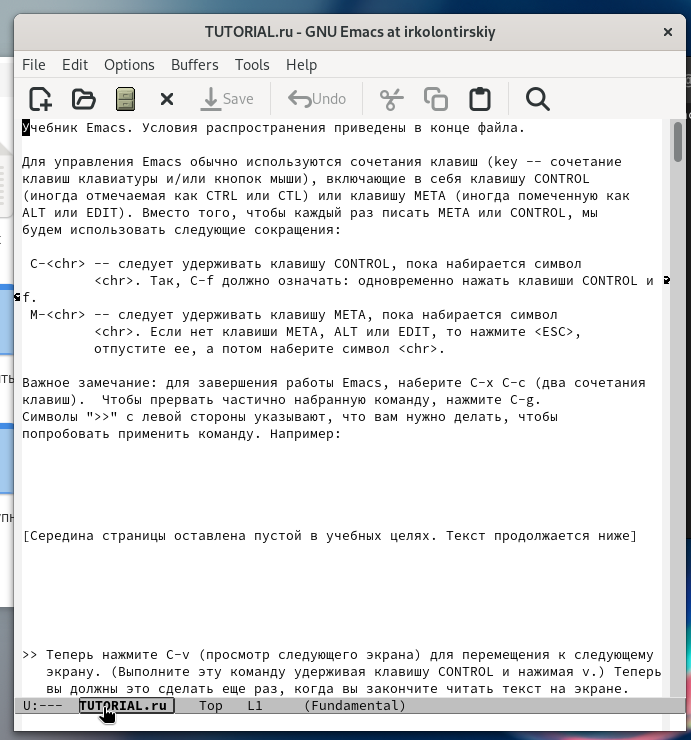 TUTORIAL.ru - GNU Emacs at irkolontirskiy
File Edit Options Buffers Tools Help
Save Undo
Учебник Emacs. Условия распространения приведены в конце файла.
Для управления Emacs обычно используются сочетания клавиш (key -- сочетание
клавиш клавиатуры и/или кнопок мыши), включающие в себя клавишу CONTROL
(иногда отмечаемая как CTRL или CTL) или клавишу META (иногда помеченную как
ALT или EDIT). Вместо того, чтобы каждый раз писать META или CONTROL, мы
будем использовать следующие сокращения:
C-<chr> -- следует удерживать клавишу CONTROL, пока набирается символ
<chr>. Так, C-f должно означать: одновременно нажать клавиши CONTROL и
f.
M-<chr> -- следует удерживать клавишу META, пока набирается символ
<chr>. Если нет клавиши META, ALT или EDIT, то нажмите <ESC>,
отпустите ее, а потом наберите символ <chr>.
Важное замечание: для завершения работы Emacs, наберите C-x C-c (два сочетания
клавиш).  Чтобы прервать частично набранную команду, нажмите C-g.
Символы ">>" с левой стороны указывают, что вам нужно делать, чтобы
попробовать применить команду. Например:
[Середина страницы оставлена пустой в учебных целях. Текст продолжается ниже]
>> Теперь нажмите C-v (просмотр следующего экрана) для перемещения к следующему
экрану. (Выполните эту команду удерживая клавишу CONTROL и нажимая v.) Теперь
вы должны это сделать еще раз, когда вы закончите читать текст на экране.
U:--- TUTORIAL.ru Top L1 (Fundamental)